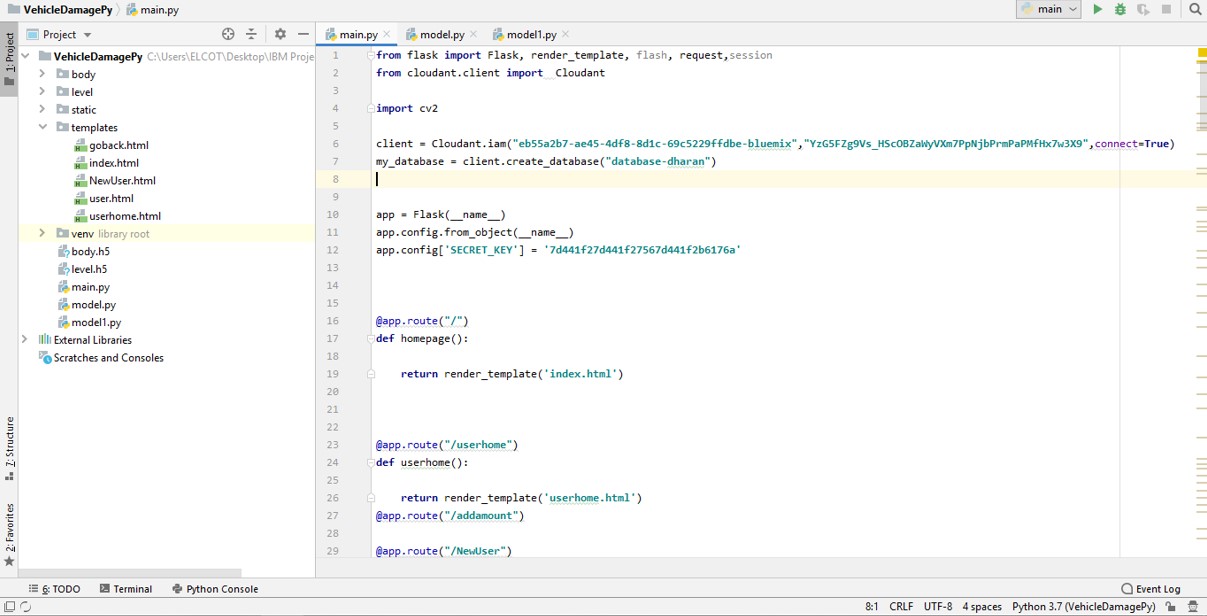 VehicleDamagePy main.py main
Project main.py model.py model1.py
1: Project
VehicleDamagePy C:\Users\ELCOT\Desktop\IBM Proje
body
level
static
templates
goback.html
index.html
NewUser.html
user.html
userhome.html
venv library root
body.h5
level.h5
main.py
model.py
model1.py
External Libraries
Scratches and Consoles
7: Structure
2: Favorites
1 from flask import Flask, render_template, flash, request,session
2 from cloudant.client import Cloudant
3
4 import cv2
5
6 client = Cloudant.iam("eb55a2b7-ae45-4df8-8d1c-69c5229ffdbe-bluemix","YzG5FZg9Vs_HScOBZaWyVXm7PpNjbPrmPaPMfHx7w3X9",connect=True)
7 my_database = client.create_database("database-dharan")
8
9
10 app = Flask(__name__)
11 app.config.from_object(__name__)
12 app.config['SECRET_KEY'] = '7d441f27d441f27567d441f2b6176a'
13
14
15
16 @app.route("/")
17 def homepage():
18
19 return render_template('index.html')
20
21
22
23 @app.route("/userhome")
24 def userhome():
25
26 return render_template('userhome.html')
27 @app.route("/addamount")
28
29 @app.route("/NewUser")
6: TODO Terminal Python Console Event Log
8:1 CRLF UTF-8 4 spaces Python 3.7 (VehicleDamagePy)